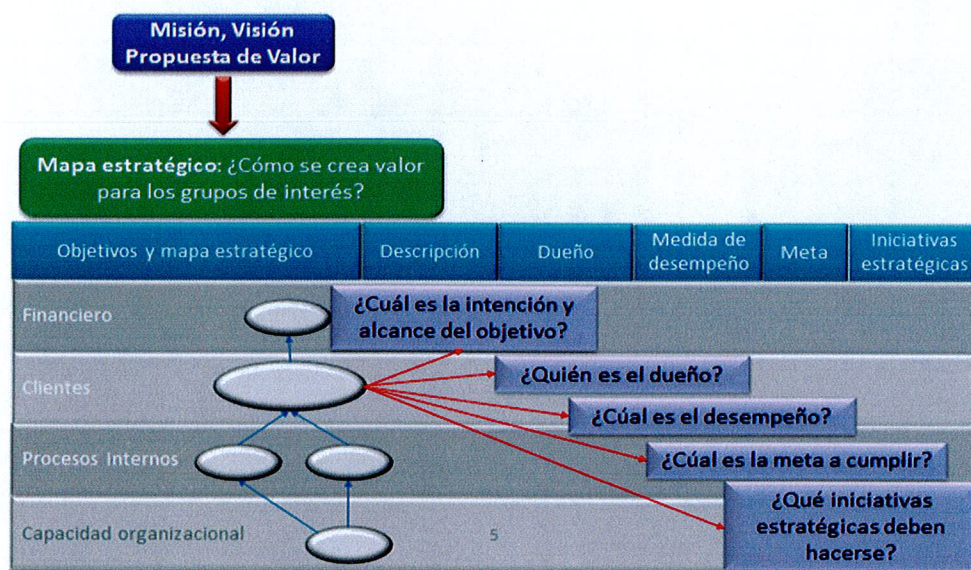 Misión, Visión
Propuesta de Valor
Mapa estratégico: ¿Cómo se crea valor
para los grupos de interés?
Objetivos y mapa estratégico
Descripción
Dueño
Medida de
desempeño
Meta
Iniciativas
estratégicas
Financiero
¿Cuál es la intención y
alcance del objetivo?
Clientes
¿Quién es el dueño?
¿Cúal es el desempeño?
Procesos Internos
¿Cúal es la meta a cumplir?
Capacidad organizacional
5
¿Qué iniciativas
estratégicas deben
hacerse?